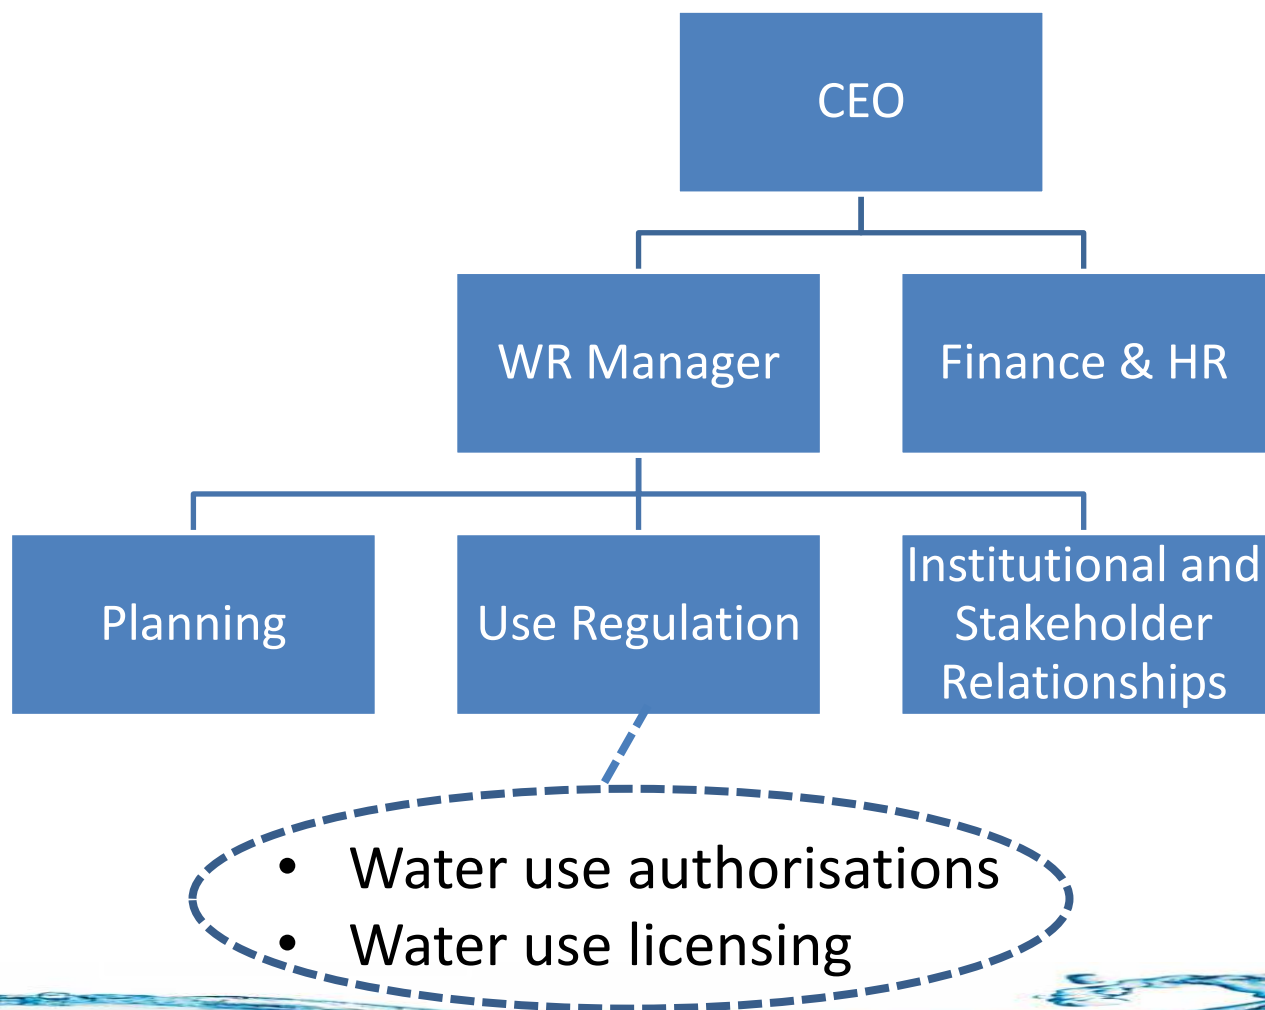 CEO
WR Manager
Finance & HR
Planning
Use Regulation
Institutional and
Stakeholder
Relationships
• Water use authorisations
• Water use licensing